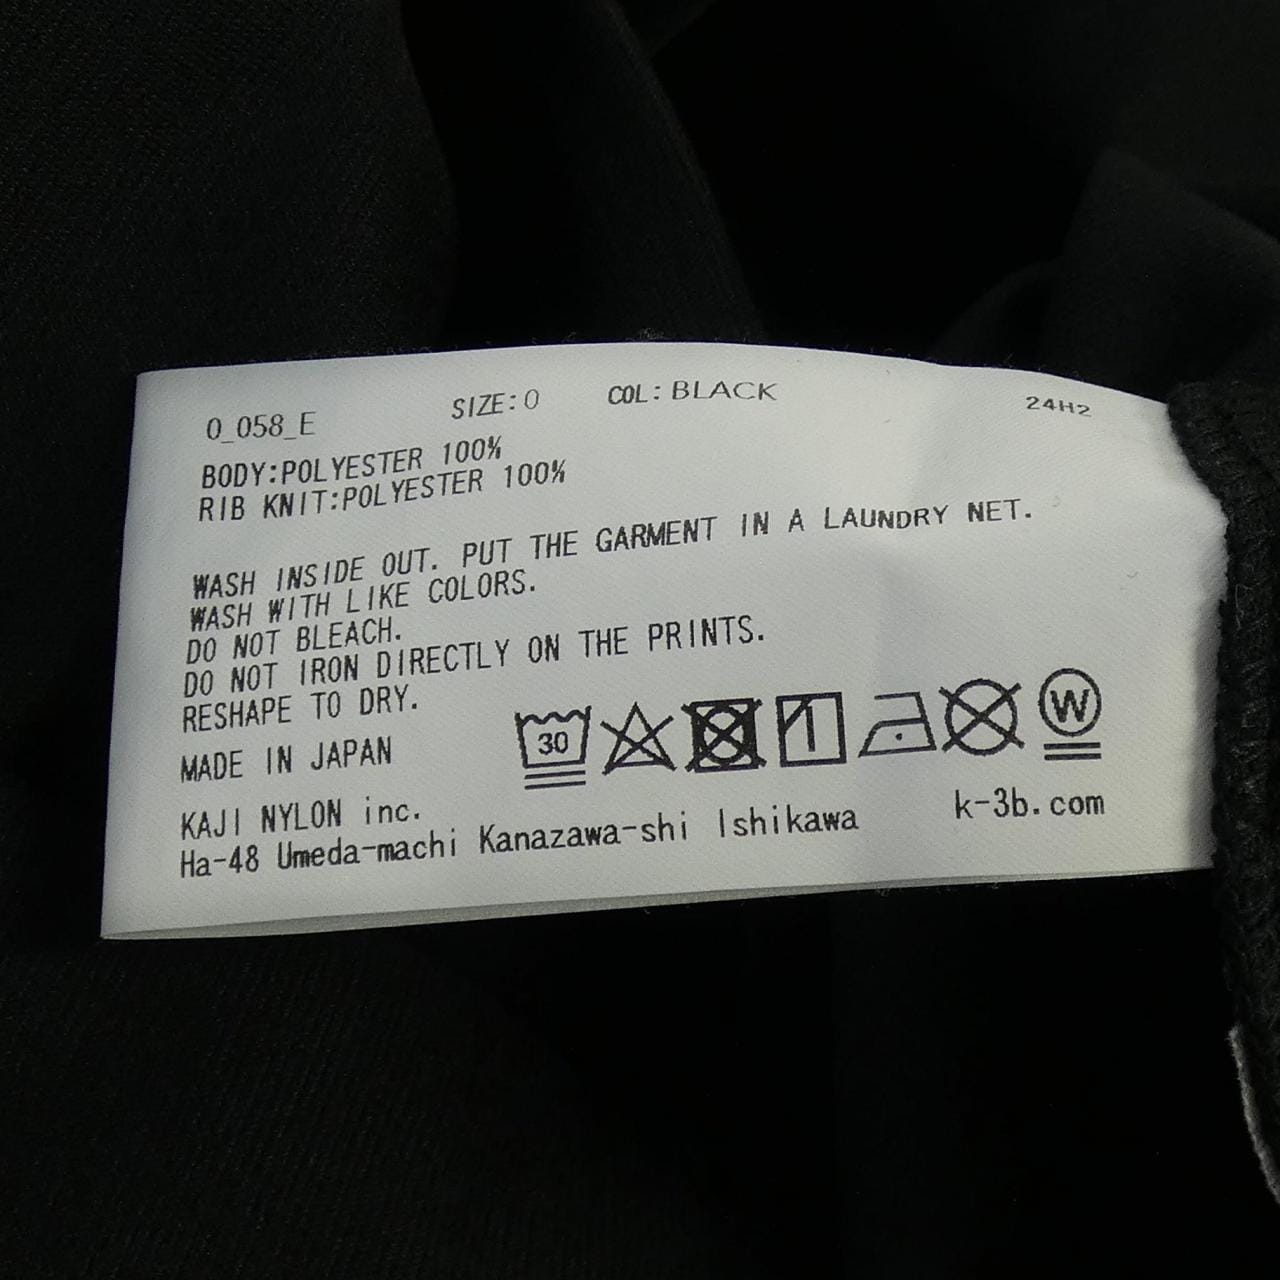 0_058_E SIZE:0 COL:BLACK 24H2
BODY:POLYESTER 100%
RIB KNIT:POLYESTER 100%
WASH INSIDE OUT. PUT THE GARMENT IN A LAUNDRY NET.
WASH WITH LIKE COLORS.
DO NOT BLEACH.
DO NOT IRON DIRECTLY ON THE PRINTS.
RESHAPE TO DRY.
30 W
MADE IN JAPAN
KAJI NYLON inc.
Ha-48 Umeda-machi Kanazawa-shi Ishikawa k-3b.com